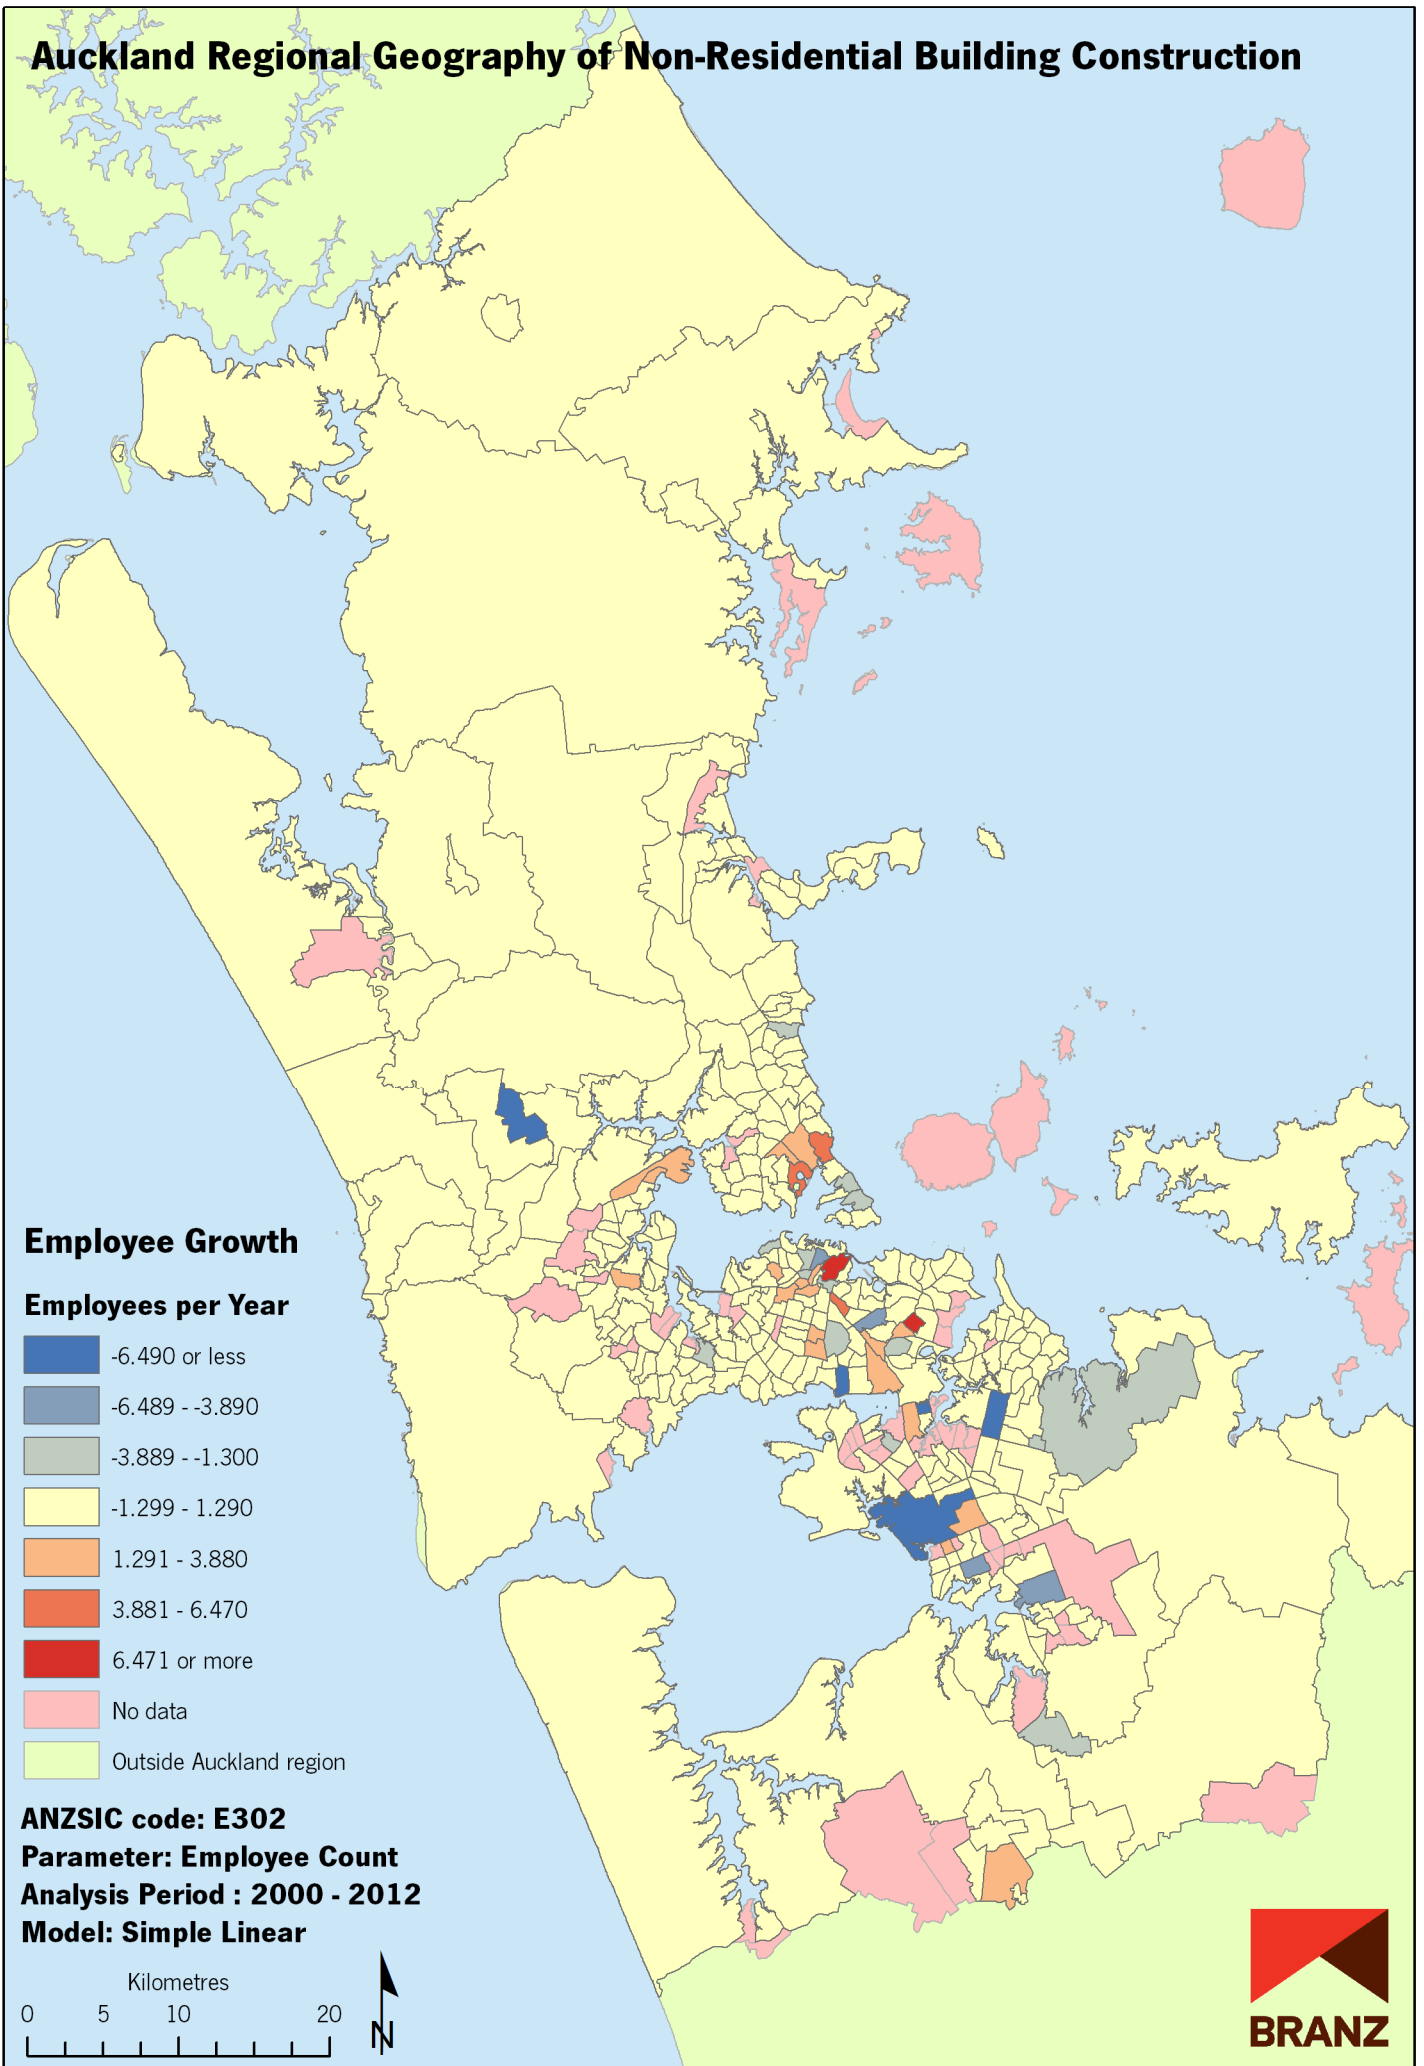 Auckland Regional Geography of Non-Residential Building Construction
Employee Growth
Employees per Year
-6.490 or less
-6.489 - -3.890
-3.889 - -1.300
-1.299 - 1.290
1.291 - 3.880
3.881 - 6.470
6.471 or more
No data
Outside Auckland region
ANZSIC code: E302
Parameter: Employee Count
Analysis Period : 2000 - 2012
Model: Simple Linear
Kilometres
0 5 10 20
N
BRANZ